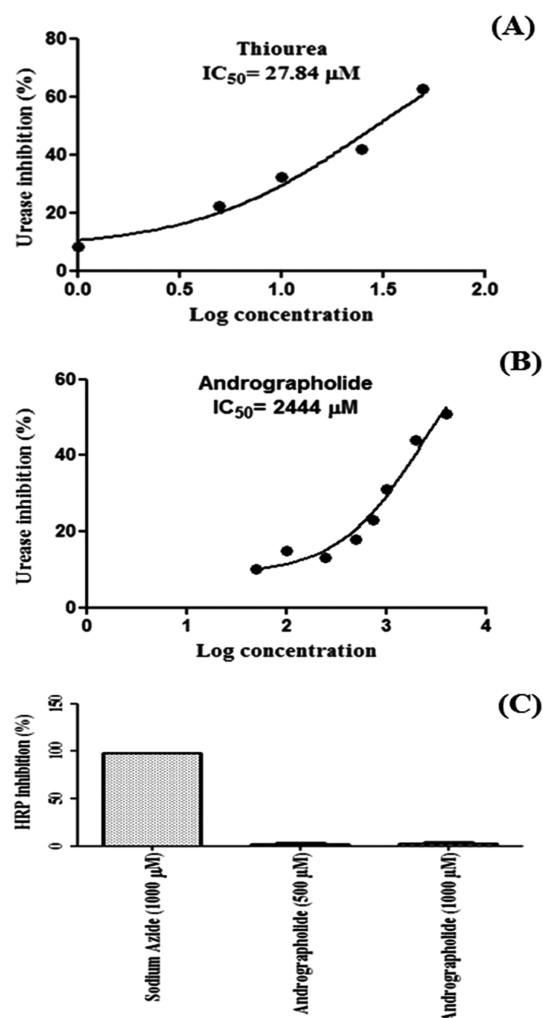 (A)
Thiourea
IC50= 27.84 µM
80
60
40
20
0
Urease inhibition (%)
0.0 0.5 1.0 1.5 2.0
Log concentration
(B)
Andrographolide
IC50= 2444 µM
60
40
20
0
Urease inhibition (%)
0 1 2 3 4
Log concentration
(C)
150
100
50
0
HRP inhibition (%)
Sodium Azide (1000 µM)
Andrographolide (500 µM)
Andrographolide (1000 µM)